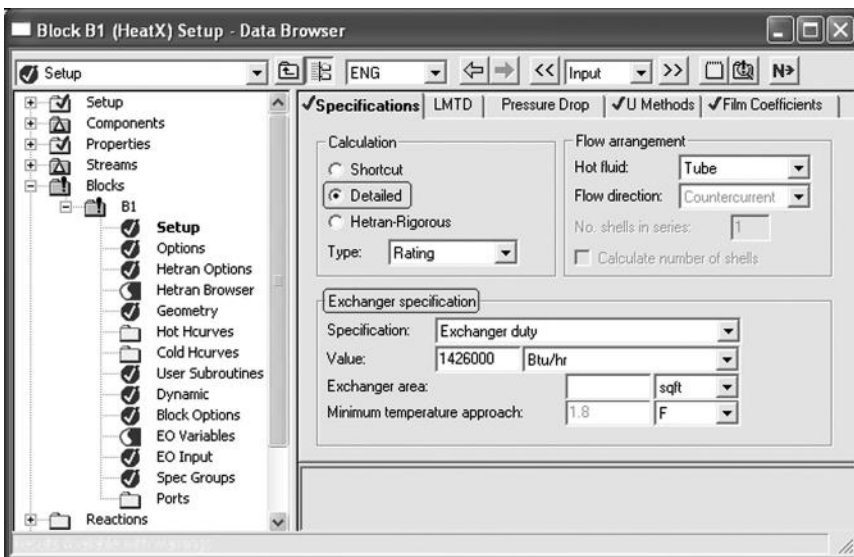 Block B1 (HeatX) Setup - Data Browser
Setup ENG << Input >> N>
Setup
Components
Properties
Streams
Blocks
B1
Setup
Options
Hetran Options
Hetran Browser
Geometry
Hot Hcurves
Cold Hcurves
User Subroutines
Dynamic
Block Options
EO Variables
EO Input
Spec Groups
Ports
Reactions
Specifications LMTD Pressure Drop U Methods Film Coefficients
Calculation
Shortcut
Detailed
Hetran-Rigorous
Type: Rating
Flow arrangement
Hot fluid: Tube
Flow direction: Countercurrent
No. shells in series: 1
Calculate number of shells
Exchanger specification
Specification: Exchanger duty
Value: 1426000 Btu/hr
Exchanger area: sqft
Minimum temperature approach: 1.8 F